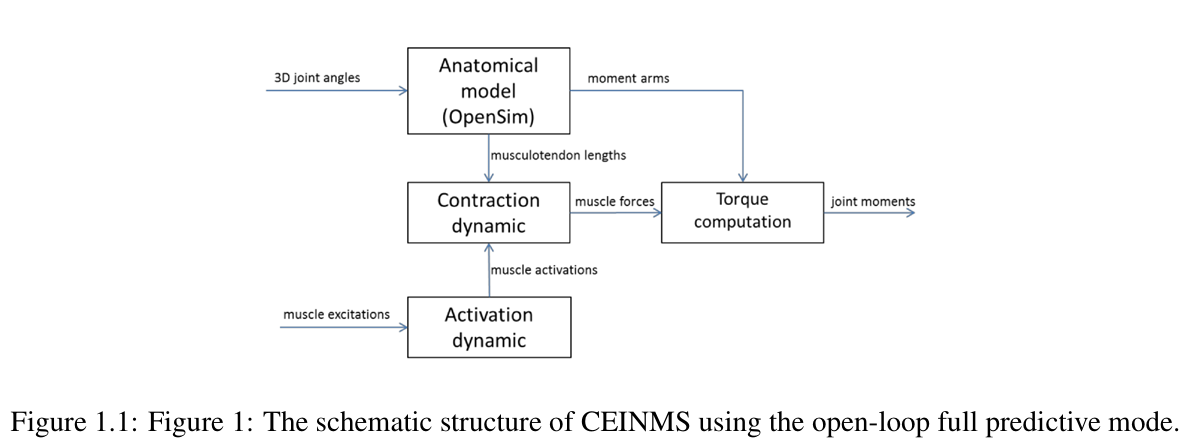 3D joint angles
Anatomical
model
(OpenSim)
moment arms
musculotendon lengths
Contraction
dynamic
muscle forces
Torque
computation
joint moments
muscle activations
muscle excitations
Activation
dynamic
Figure 1.1: Figure 1: The schematic structure of CEINMS using the open-loop full predictive mode.